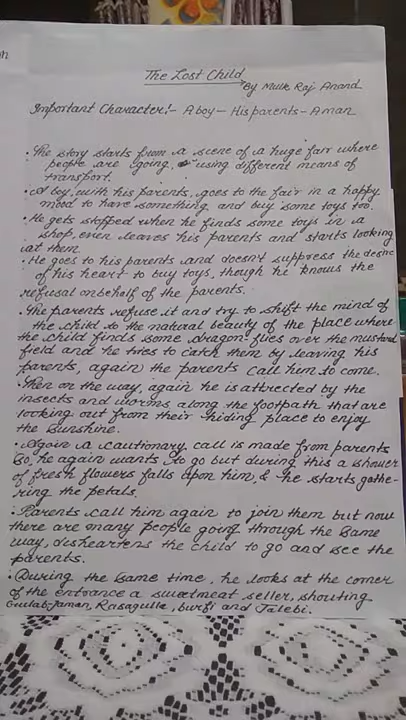 The Lost Child
By Mulk Raj Anand
Important Character:- A boy - His parents - A man
• The story starts from a scene of a huge fair where
people are going, using different means of
transport.
• A boy, with his parents, goes to the fair in a happy
mood to have something and buy some toys too.
• He gets stopped when he finds some toys in a
shop, even leaves his parents and starts looking
at them.
• He goes to his parents and doesn't suppress the desire
of his heart to buy toys, though he knows the
refusal onbehalf of the parents.
• The parents refuse it and try to shift the mind of
the child to the natural beauty of the place where
the child finds some dragon flies over the mustard
field and he tries to catch them by leaving his
parents, again the parents call him to come.
• Then on the way, again he is attrected by the
insects and worms along the footpath that are
looking out from their hiding place to enjoy
the Sunshine.
• Again a cautionary call is made from parents
So, he again wants to go but during this a shower
of fresh flowers falls upon him, & he starts gathe-
ring the petals.
• Parents call him again to join them but now
there are many people going through the Same
way, disheartens the child to go and see the
parents.
• During the Same time, he looks at the corner
of the entrance a sweetmeat seller, shouting
Gulab-Jaman, Rasagulla, burfi and Jalebi.